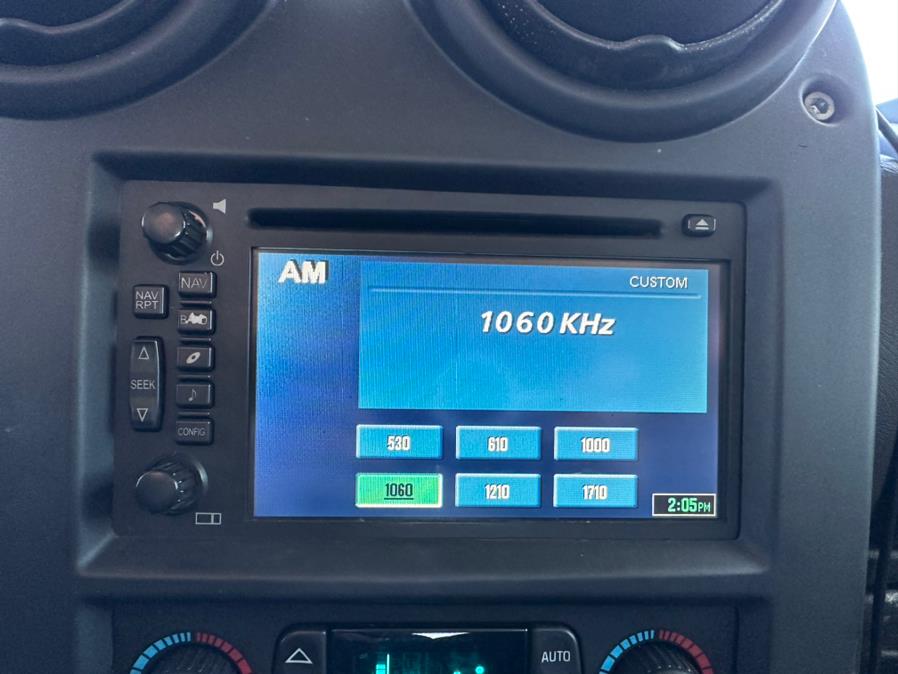 AM
CUSTOM
1060 KHz
NAV
NAV
RPT
SEEK
CONFIG
530 610 1000
1060 1210 1710
2:05PM
AUTO